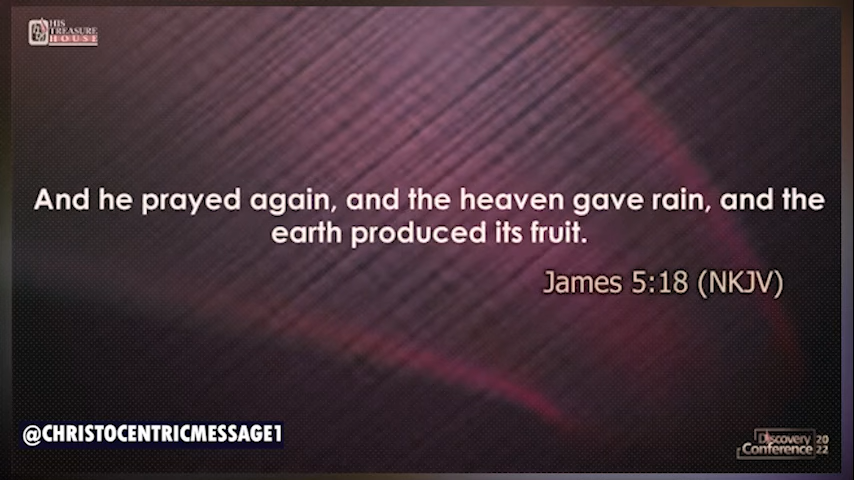 HIS
TREASURE
HOUSE
And he prayed again, and the heaven gave rain, and the
earth produced its fruit.
James 5:18 (NKJV)
@CHRISTOCENTRICMESSAGE1
Discovery
Conference
20
22